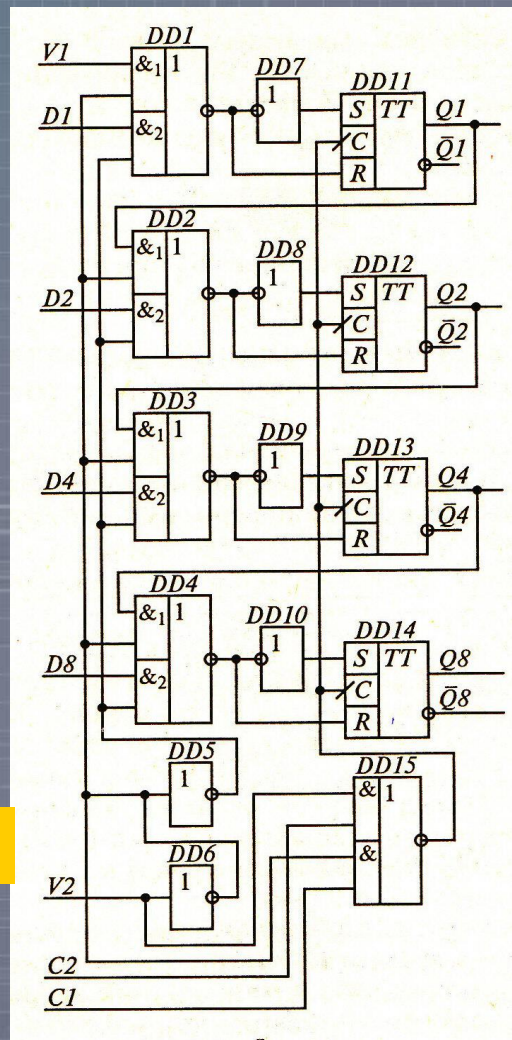 DD1
V1
&1 1
D1
&2
DD7
1
DD11
S TT
C
R
Q1
Q̅1
DD2
&1 1
D2
&2
DD8
1
DD12
S TT
C
R
Q2
Q̅2
DD3
&1 1
D4
&2
DD9
1
DD13
S TT
C
R
Q4
Q̅4
DD4
&1 1
D8
&2
DD10
1
DD14
S TT
C
R
Q8
Q̅8
DD5
1
DD15
& 1
&
DD6
1
V2
C2
C1